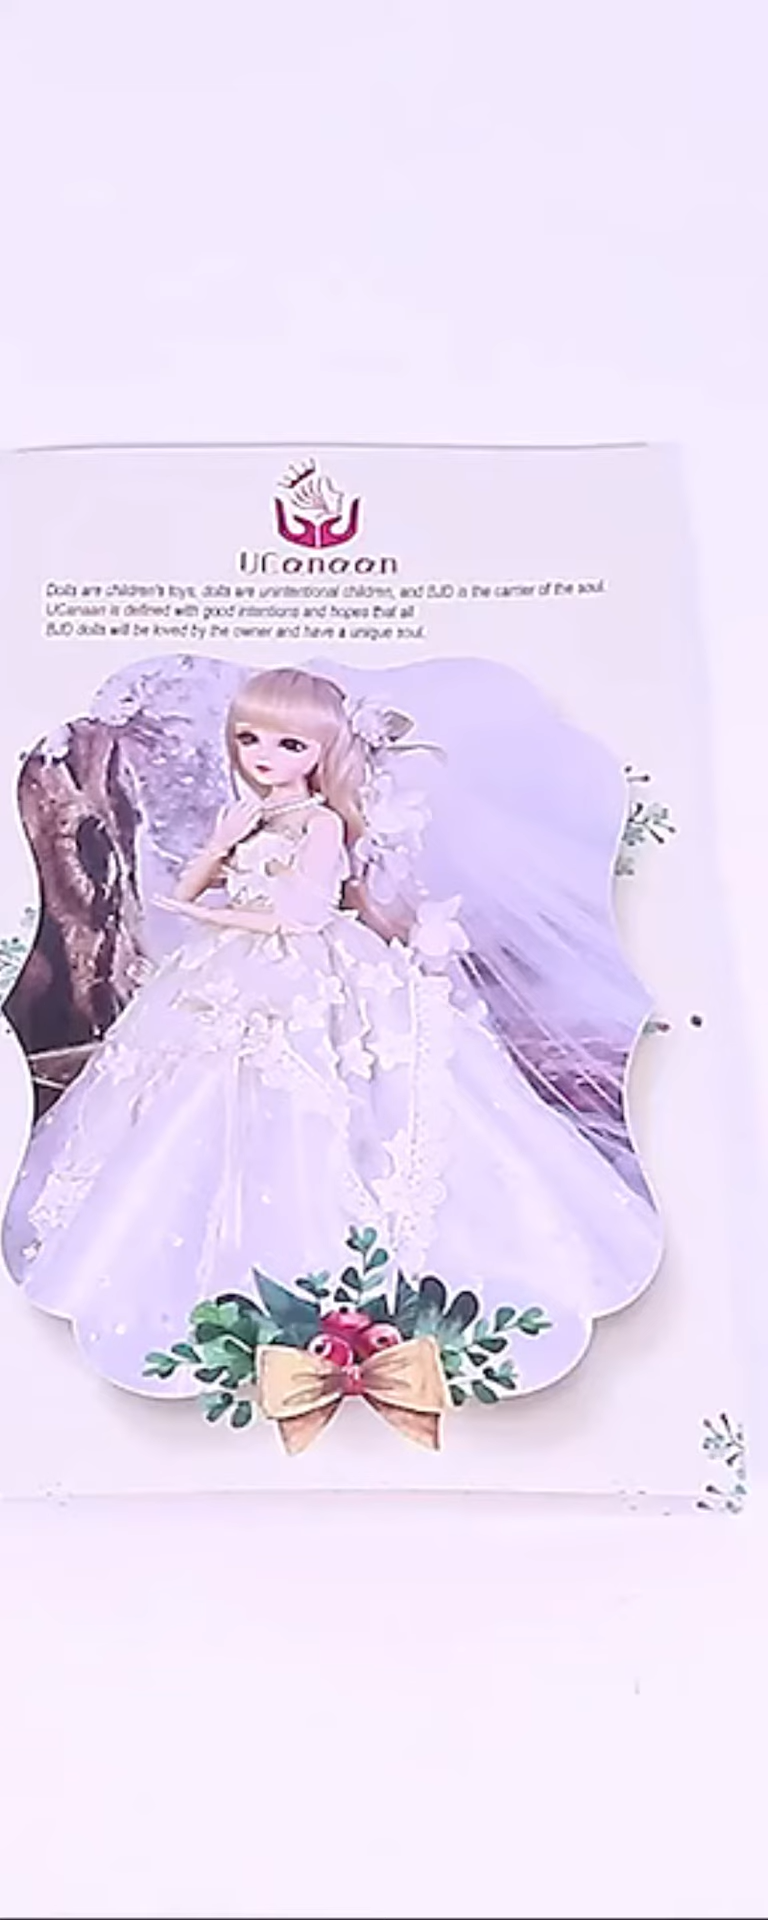 UCanaan
Dolls are children's toys, dolls are unintentional children, and BJD is the carrier of the soul.
UCanaan is defined with good intentions and hopes that all
BJD dolls will be loved by the owner and have a unique soul.